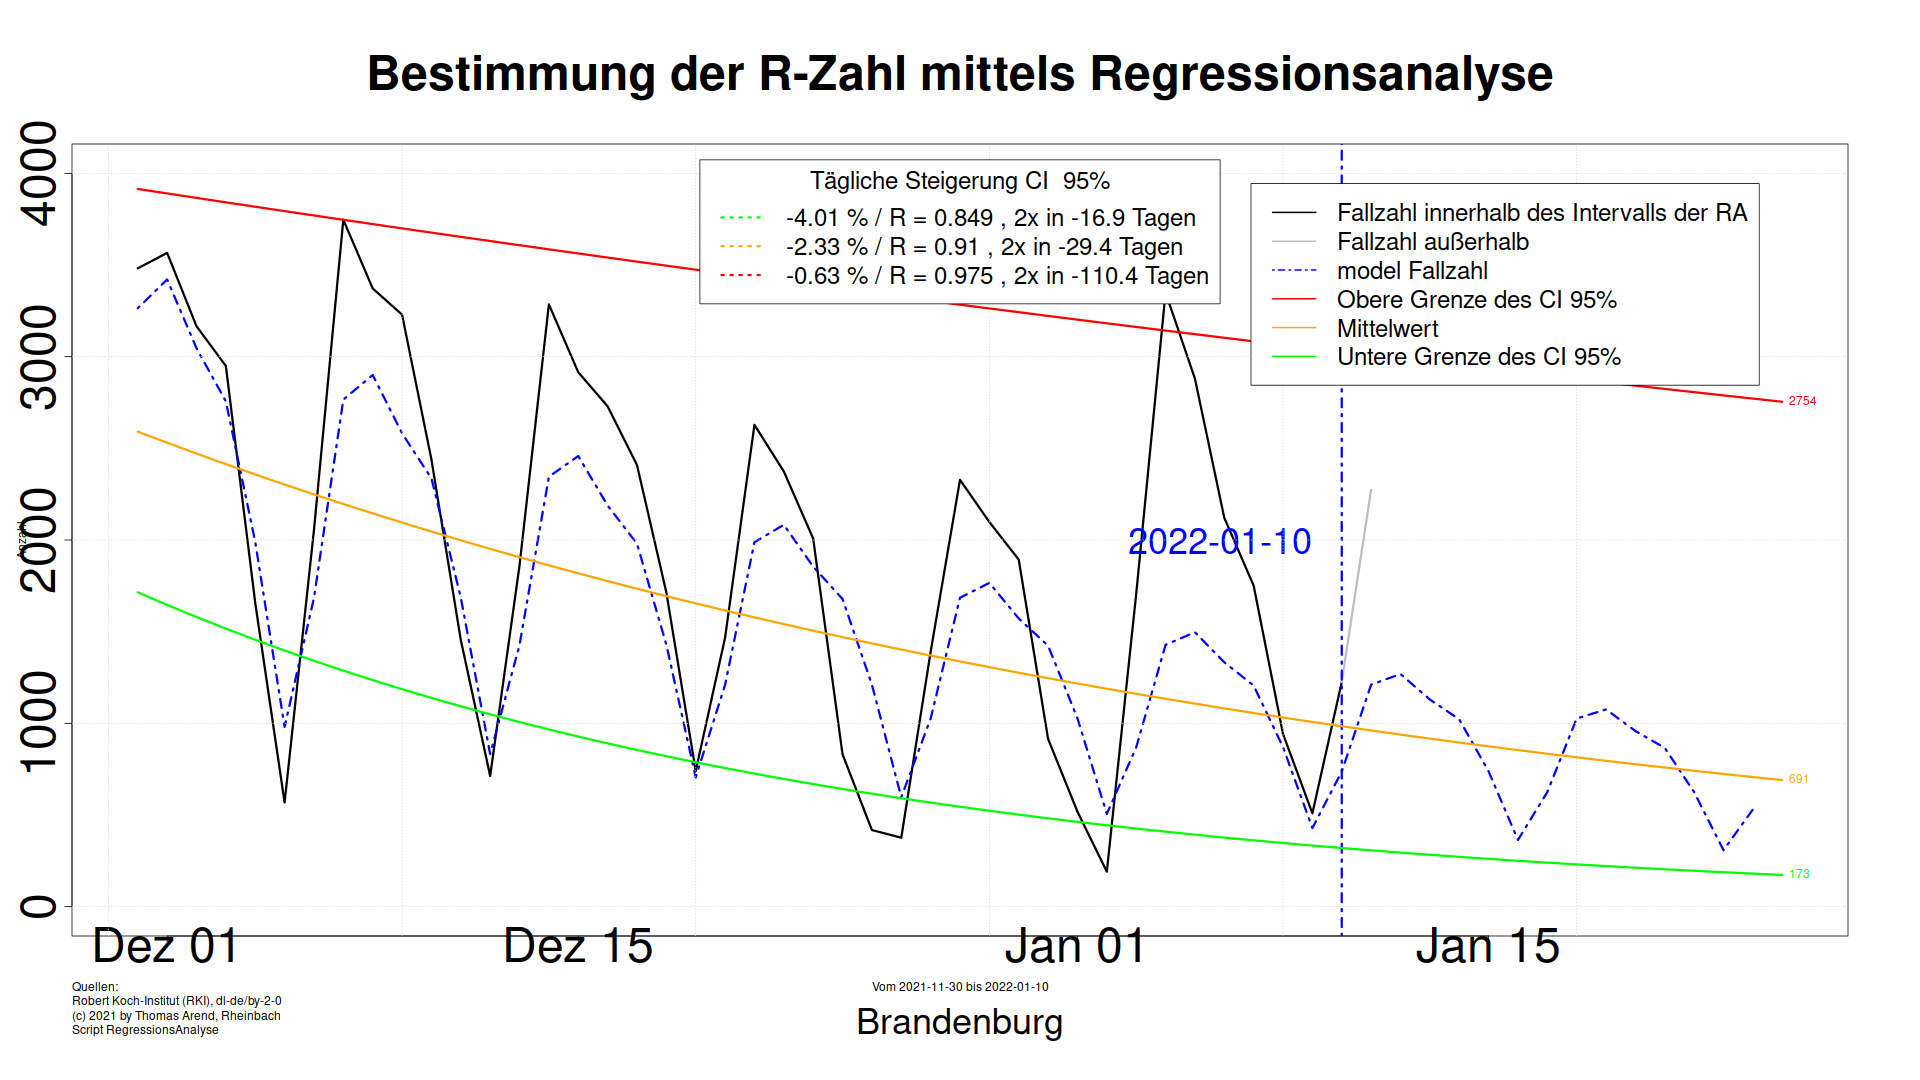 Bestimmung der R-Zahl mittels Regressionsanalyse
4000
3000
2000
1000
0
Anzahl
Tägliche Steigerung CI  95%
-4.01 % / R = 0.849 , 2x in -16.9 Tagen
-2.33 % / R = 0.91 , 2x in -29.4 Tagen
-0.63 % / R = 0.975 , 2x in -110.4 Tagen
Fallzahl innerhalb des Intervalls der RA
Fallzahl außerhalb
model Fallzahl
Obere Grenze des CI 95%
Mittelwert
Untere Grenze des CI 95%
2754
2022-01-10
691
173
Dez 01
Dez 15
Jan 01
Jan 15
Quellen:
Robert Koch-Institut (RKI), dl-de/by-2-0
(c) 2021 by Thomas Arend, Rheinbach
Script RegressionsAnalyse
Vom 2021-11-30 bis 2022-01-10
Brandenburg